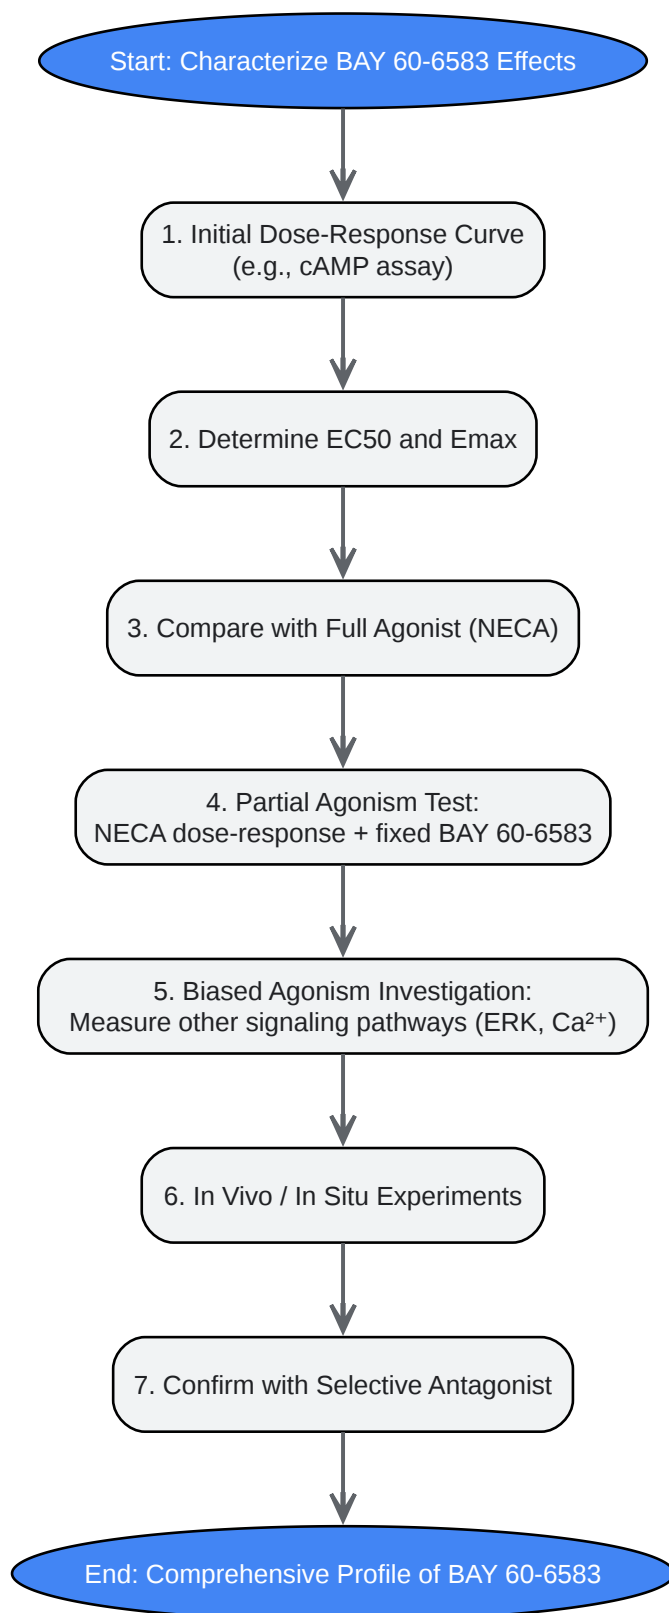 Start: Characterize BAY 60-6583 Effects
1. Initial Dose-Response Curve
(e.g., cAMP assay)
2. Determine EC50 and Emax
3. Compare with Full Agonist (NECA)
4. Partial Agonism Test:
NECA dose-response + fixed BAY 60-6583
5. Biased Agonism Investigation:
Measure other signaling pathways (ERK, Ca²⁺)
6. In Vivo / In Situ Experiments
7. Confirm with Selective Antagonist
End: Comprehensive Profile of BAY 60-6583